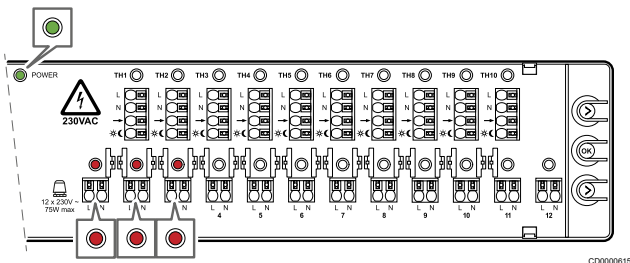 POWER
TH1 TH2 TH3 TH4 TH5 TH6 TH7 TH8 TH9 TH10
L L L L L L L L L L
N N N N N N N N N N
230VAC
12 x 230V ~
75W max
L N L N L N L N L N L N L N L N L N L N L N L N
4 5 6 7 8 9 10 11 12
OK
CD0000615